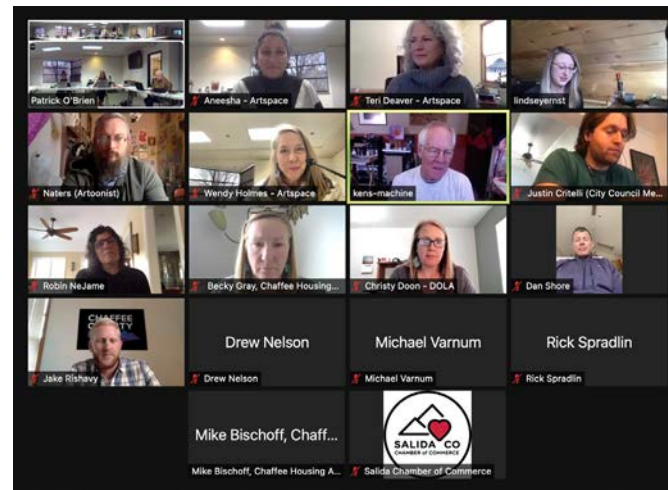 Patrick O'Brien
Aneesha - Artspace
Teri Deaver - Artspace
lindseyernst
Naters (Artoonist)
Wendy Holmes - Artspace
kens-machine
Justin Critelli (City Council Me...
Robin NeJame
Becky Gray, Chaffee Housing...
Christy Doon - DOLA
Dan Shore
CHAFFEE
COUNTY
Jake Rishavy
Drew Nelson
Drew Nelson
Michael Varnum
Michael Varnum
Rick Spradlin
Rick Spradlin
Mike Bischoff, Chaff...
Mike Bischoff, Chaffee Housing A...
SALIDA CO
CHAMBER of COMMERCE
Salida Chamber of Commerce